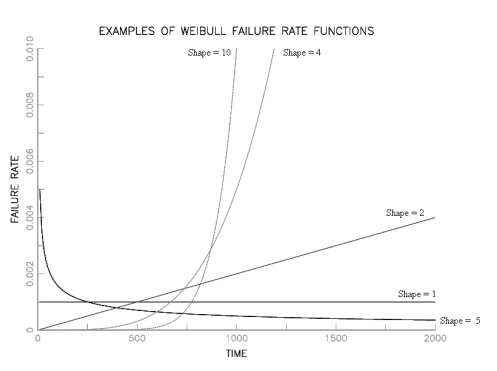 EXAMPLES OF WEIBULL FAILURE RATE FUNCTIONS
Shape = 10
Shape = 4
Shape = 2
Shape = 1
Shape = .5
FAILURE RATE
0.010
0.008
0.006
0.004
0.002
0
0
500
1000
1500
2000
TIME